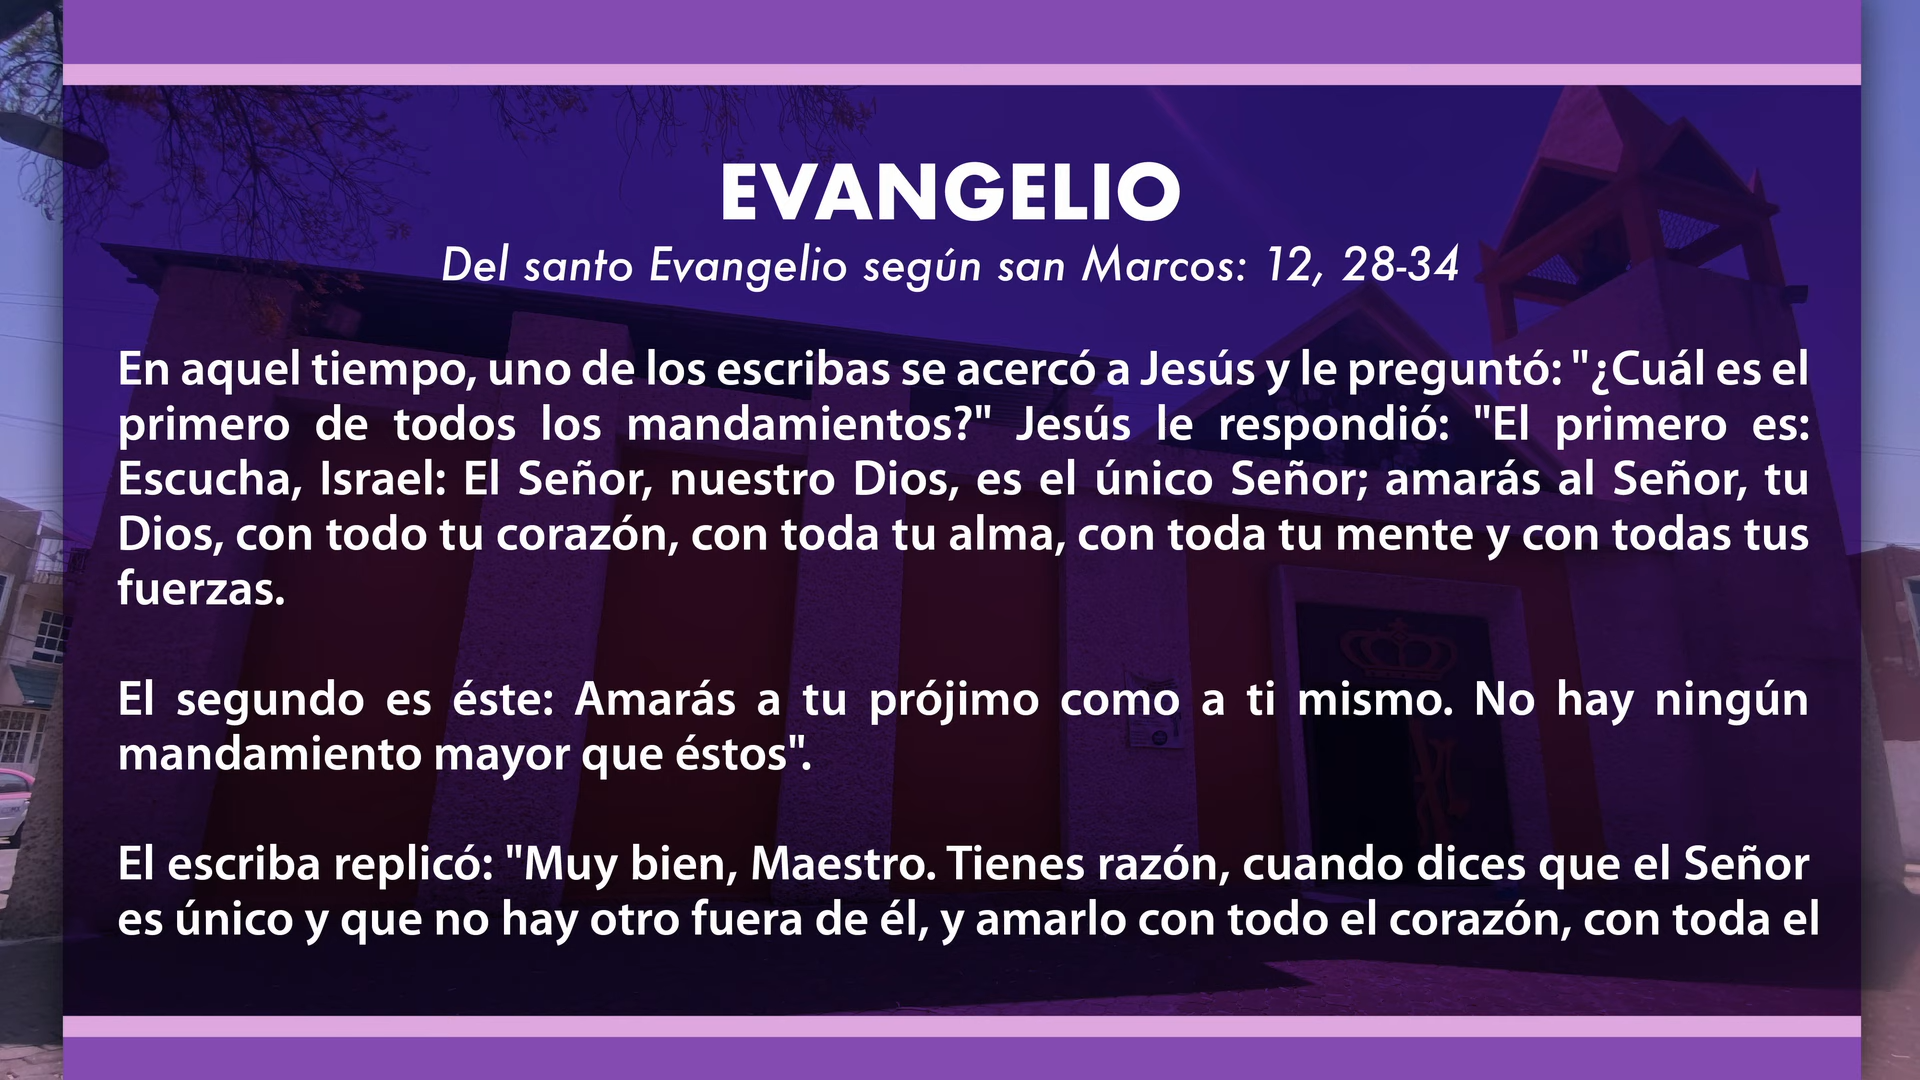 EVANGELIO
Del santo Evangelio según san Marcos: 12, 28-34
En aquel tiempo, uno de los escribas se acercó a Jesús y le preguntó: "¿Cuál es el
primero de todos los mandamientos?" Jesús le respondió: "El primero es:
Escucha, Israel: El Señor, nuestro Dios, es el único Señor; amarás al Señor, tu
Dios, con todo tu corazón, con toda tu alma, con toda tu mente y con todas tus
fuerzas.
El segundo es éste: Amarás a tu prójimo como a ti mismo. No hay ningún
mandamiento mayor que éstos".
El escriba replicó: "Muy bien, Maestro. Tienes razón, cuando dices que el Señor
es único y que no hay otro fuera de él, y amarlo con todo el corazón, con toda el